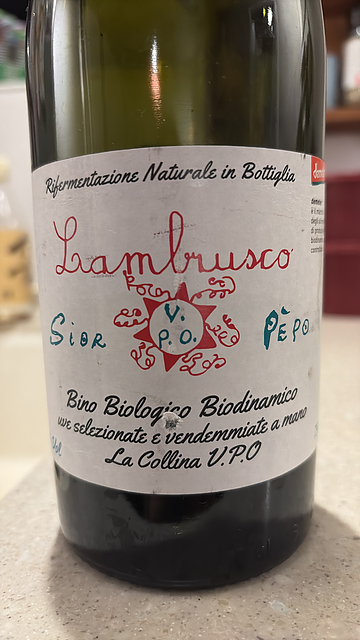 Rifermentazione Naturale in Bottiglia
Lambrusco
Sior
V.
P.O.
Pèpo
Bino Biologico Biodinamico
uve selezionate e vendemmiate a mano
La Collina V.P.O